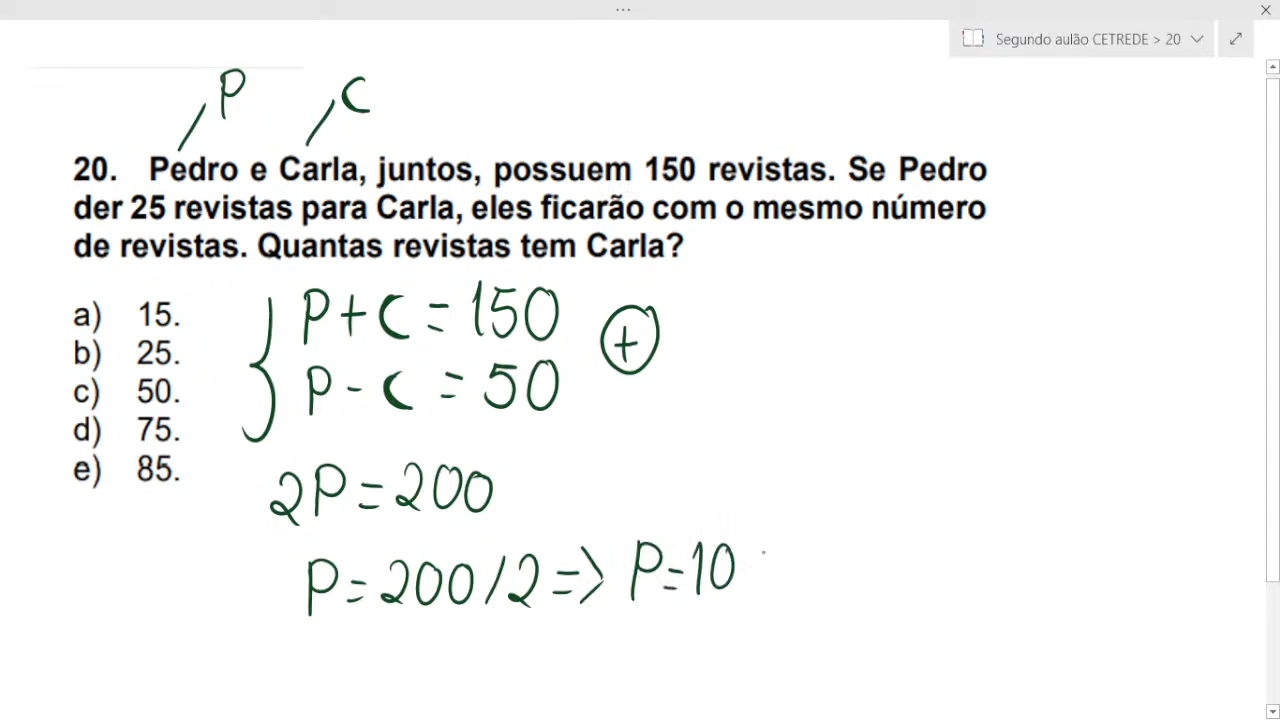 Segundo aulão CETREDE > 20
P C
20. Pedro e Carla, juntos, possuem 150 revistas. Se Pedro
der 25 revistas para Carla, eles ficarão com o mesmo número
de revistas. Quantas revistas tem Carla?
a) 15.
b) 25.
c) 50.
d) 75.
e) 85.
P+C=150 +
P-C=50
2P=200
P=200/2=>P=10